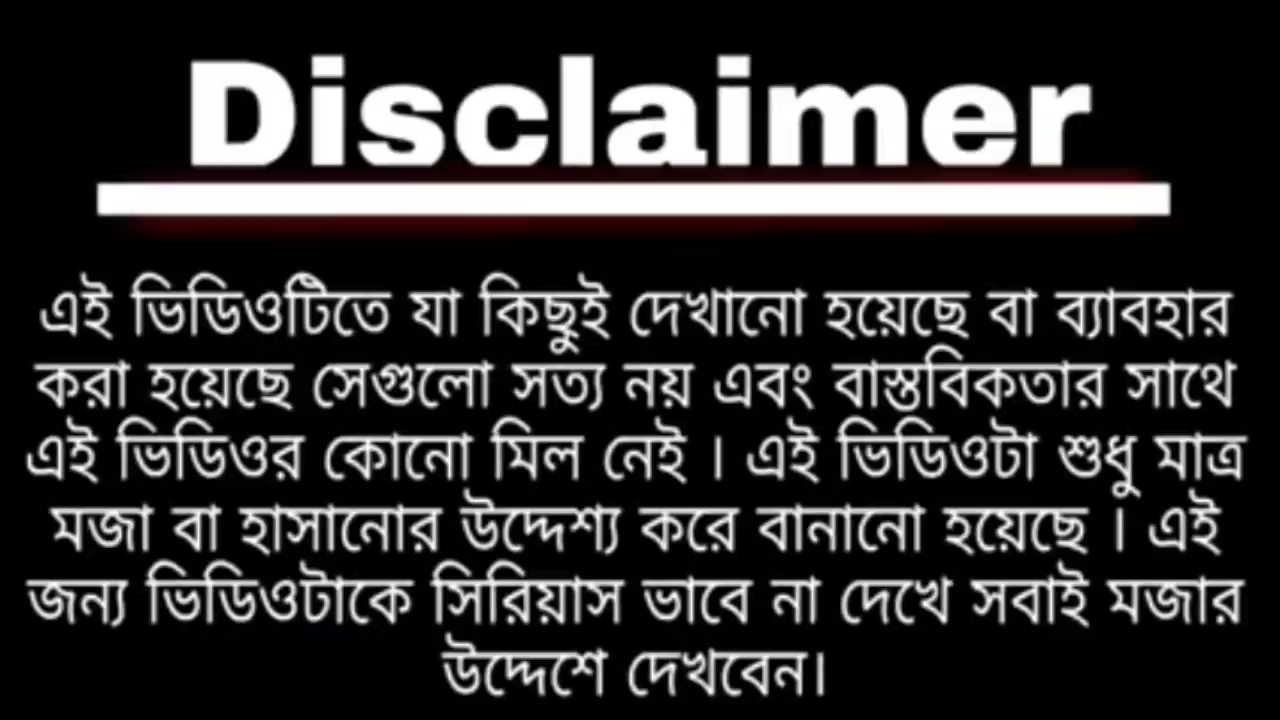 Disclaimer
এই ভিডিওটিতে যা কিছুই দেখানো হয়েছে বা ব্যাবহার
করা হয়েছে সেগুলো সত্য নয় এবং বাস্তবিকতার সাথে
এই ভিডিওর কোনো মিল নেই । এই ভিডিওটা শুধু মাত্র
মজা বা হাসানোর উদ্দেশ্য করে বানানো হয়েছে । এই
জন্য ভিডিওটাকে সিরিয়াস ভাবে না দেখে সবাই মজার
উদ্দেশে দেখবেন।